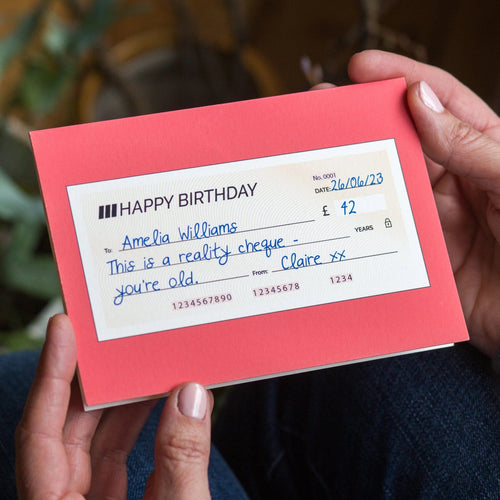 HAPPY BIRTHDAY
No. 0001
DATE: 26/06/23
To: Amelia Williams
£ 42
This is a reality cheque -
YEARS
you're old.
From: Claire xx
1234567890 12345678 1234